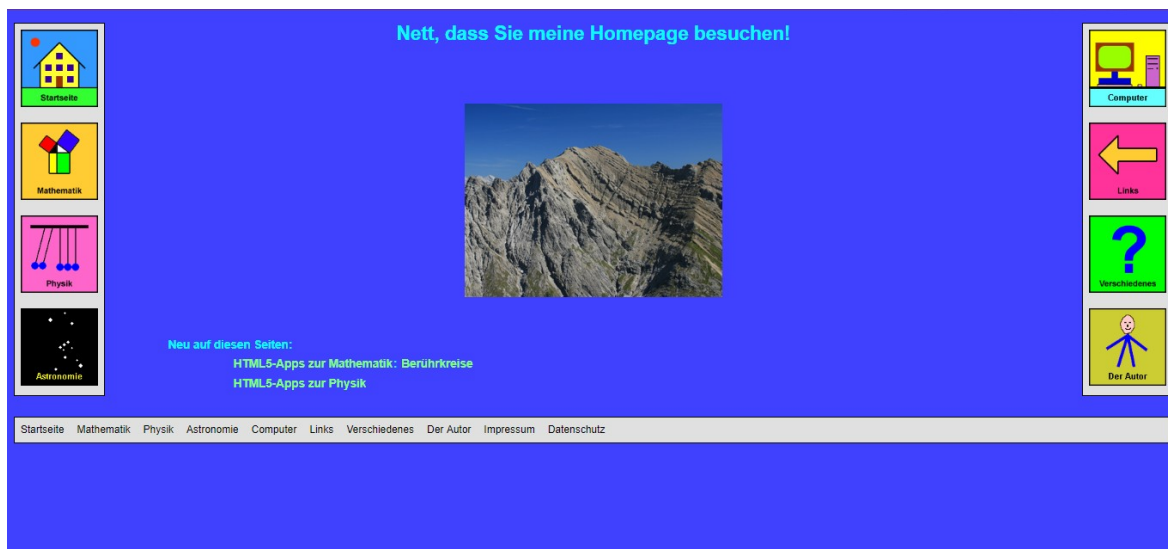 Nett, dass Sie meine Homepage besuchen!
Startseite
Mathematik
Physik
Astronomie
Computer
Links
Verschiedenes
Der Autor
Neu auf diesen Seiten:
HTML5-Apps zur Mathematik: Berührkreise
HTML5-Apps zur Physik
Startseite Mathematik Physik Astronomie Computer Links Verschiedenes Der Autor Impressum Datenschutz